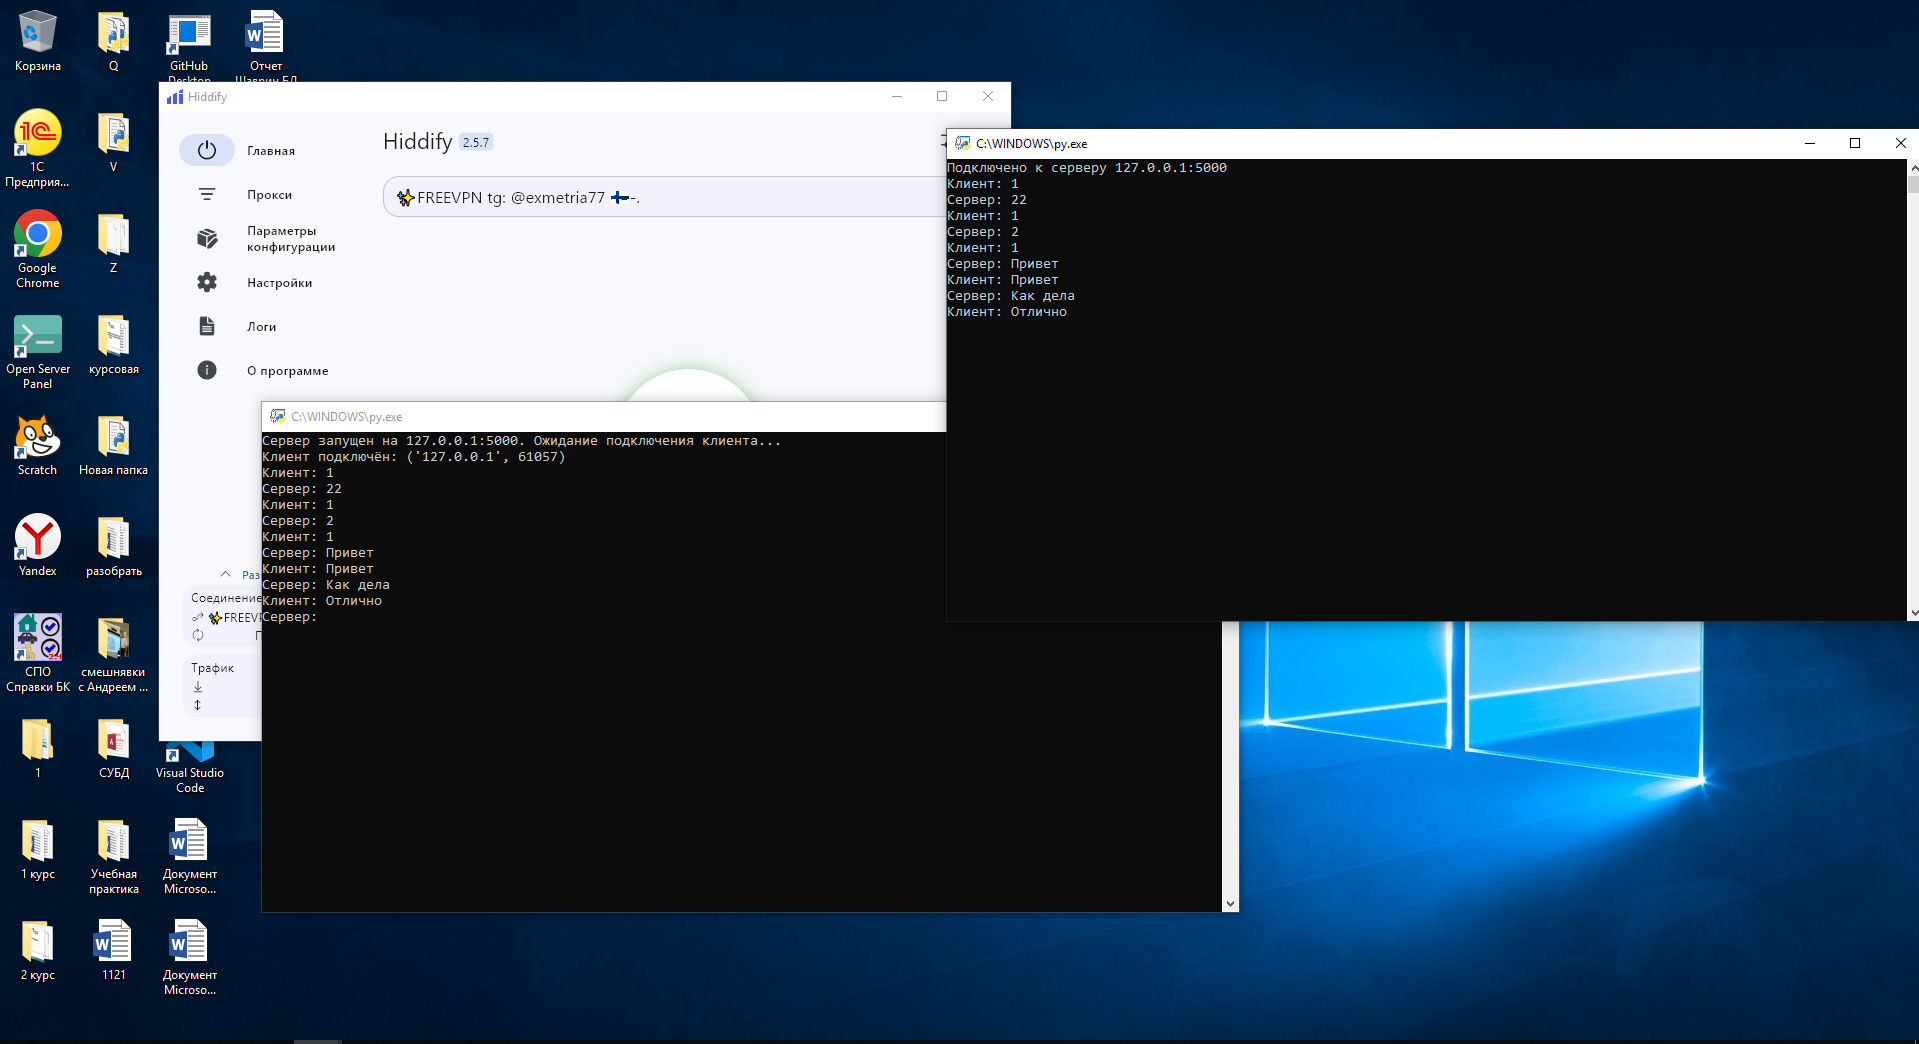 Корзина
Q
GitHub
Desktop
Отчет
Шаврин БД
1С
Предприя...
V
Google
Chrome
Z
Open Server
Panel
курсовая
Scratch
Новая папка
Yandex
разобрать
СПО
Справки БК
смешнявки
с Андреем ...
1
СУБД
Visual Studio
Code
1 курс
Учебная
практика
Документ
Microso...
2 курс
1121
Документ
Microso...
Hiddify
Главная
Прокси
Параметры
конфигурации
Настройки
Логи
О программе
Hiddify 2.5.7
✨FREEVPN tg: @exmetria77 🇫🇮-.
Раз
Соединение
✨FREEV
Трафик
C:\WINDOWS\py.exe
Сервер запущен на 127.0.0.1:5000. Ожидание подключения клиента...
Клиент подключён: ('127.0.0.1', 61057)
Клиент: 1
Сервер: 22
Клиент: 1
Сервер: 2
Клиент: 1
Сервер: Привет
Клиент: Привет
Сервер: Как дела
Клиент: Отлично
Сервер:
C:\WINDOWS\py.exe
Подключено к серверу 127.0.0.1:5000
Клиент: 1
Сервер: 22
Клиент: 1
Сервер: 2
Клиент: 1
Сервер: Привет
Клиент: Привет
Сервер: Как дела
Клиент: Отлично